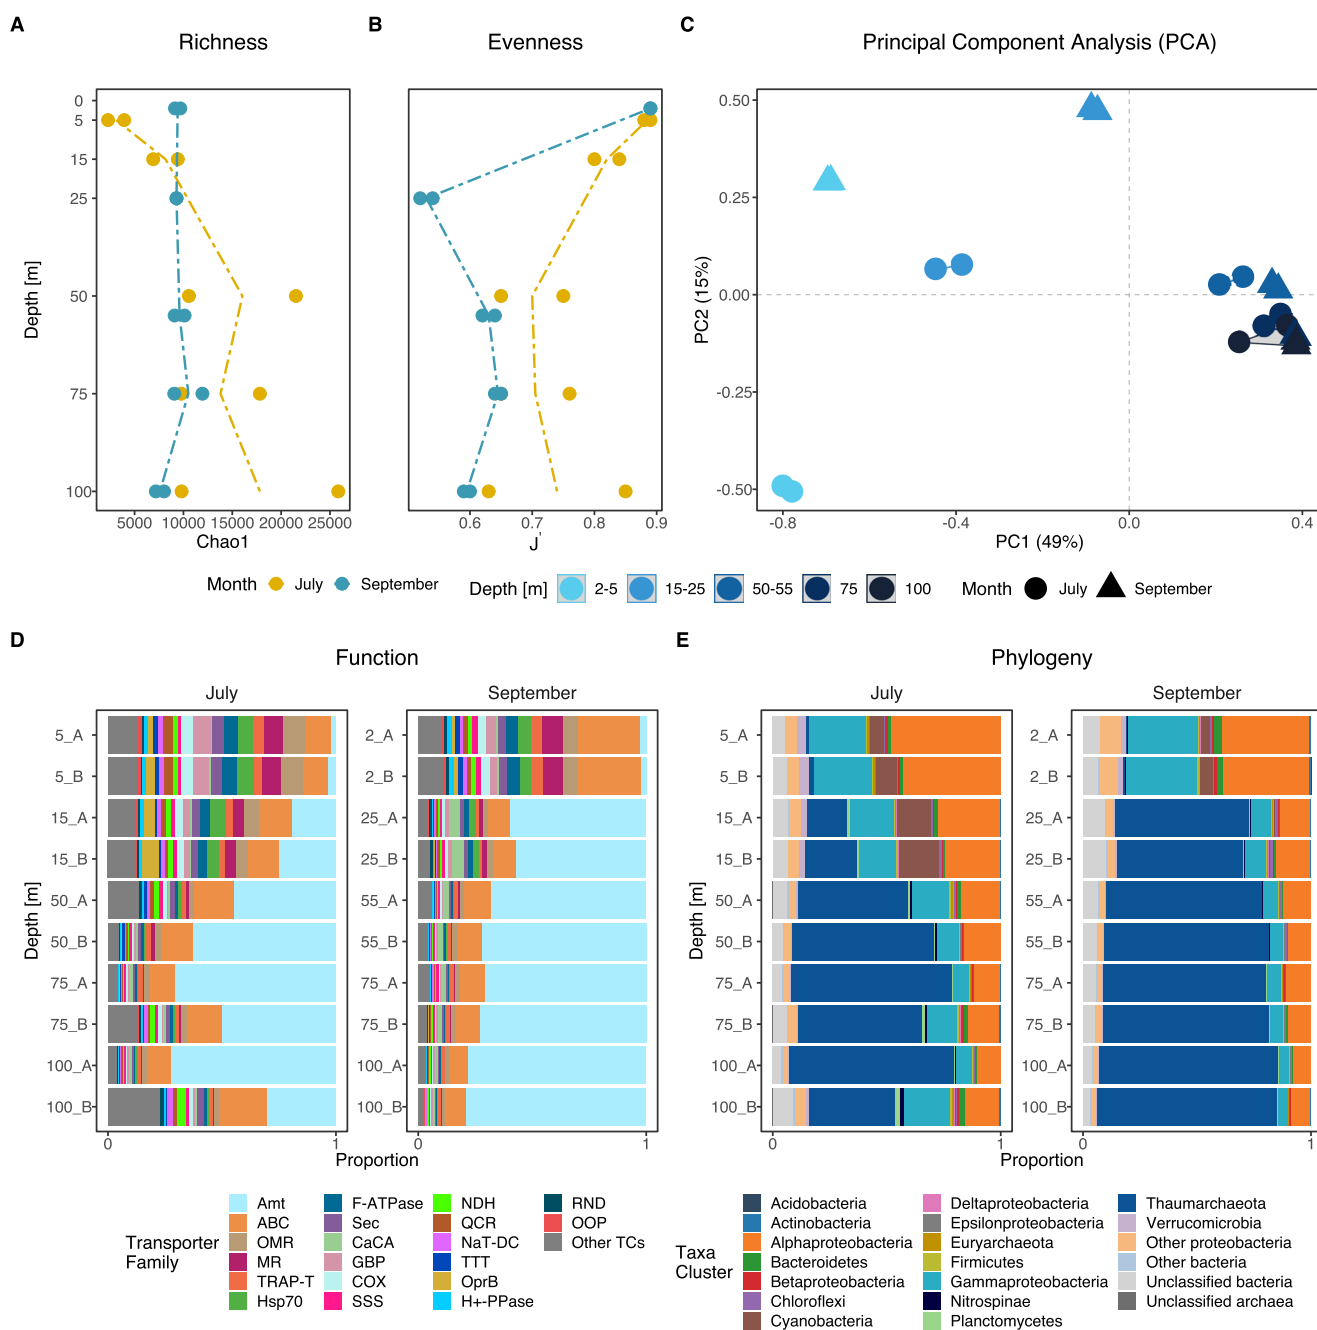 A
Richness
B
Evenness
C
Principal Component Analysis (PCA)
Depth [m]
0
5
15
25
50
75
100
5000 10000 15000 20000 25000
Chao1
0.6 0.7 0.8 0.9
J'
PC2 (15%)
0.50
0.25
0.00
-0.25
-0.50
-0.8 -0.4 0.0 0.4
PC1 (49%)
Month July September
Depth [m] 2-5 15-25 50-55 75 100
Month July September
D
Function
July
September
Depth [m]
5_A
5_B
15_A
15_B
50_A
50_B
75_A
75_B
100_A
100_B
2_A
2_B
25_A
25_B
55_A
55_B
75_A
75_B
100_A
100_B
0 1 0 1
Proportion
E
Phylogeny
July
September
Depth [m]
5_A
5_B
15_A
15_B
50_A
50_B
75_A
75_B
100_A
100_B
2_A
2_B
25_A
25_B
55_A
55_B
75_A
75_B
100_A
100_B
0 1 0 1
Proportion
Transporter
Family
Amt
ABC
OMR
MR
TRAP-T
Hsp70
F-ATPase
Sec
CaCA
GBP
COX
SSS
NDH
QCR
NaT-DC
TTT
OprB
H+-PPase
RND
OOP
Other TCs
Taxa
Cluster
Acidobacteria
Actinobacteria
Alphaproteobacteria
Bacteroidetes
Betaproteobacteria
Chloroflexi
Cyanobacteria
Deltaproteobacteria
Epsilonproteobacteria
Euryarchaeota
Firmicutes
Gammaproteobacteria
Nitrospinae
Planctomycetes
Thaumarchaeota
Verrucomicrobia
Other proteobacteria
Other bacteria
Unclassified bacteria
Unclassified archaea